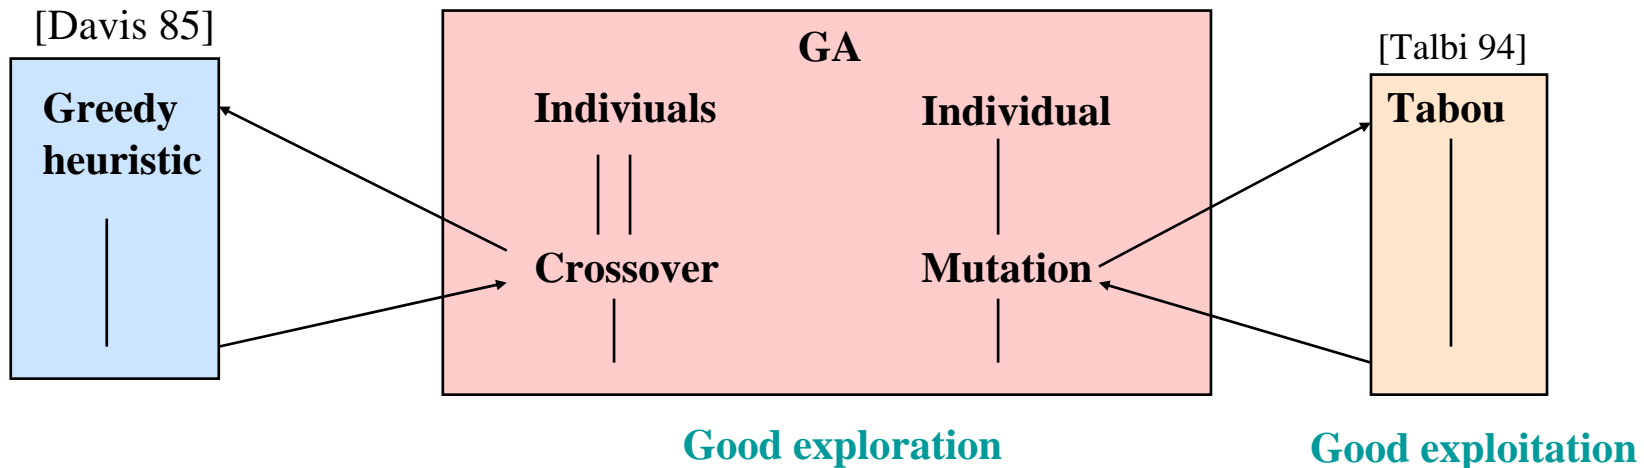 [Davis 85]
Greedy
heuristic
GA
Indiviuals
Crossover
Individual
Mutation
[Talbi 94]
Tabou
Good exploration
Good exploitation